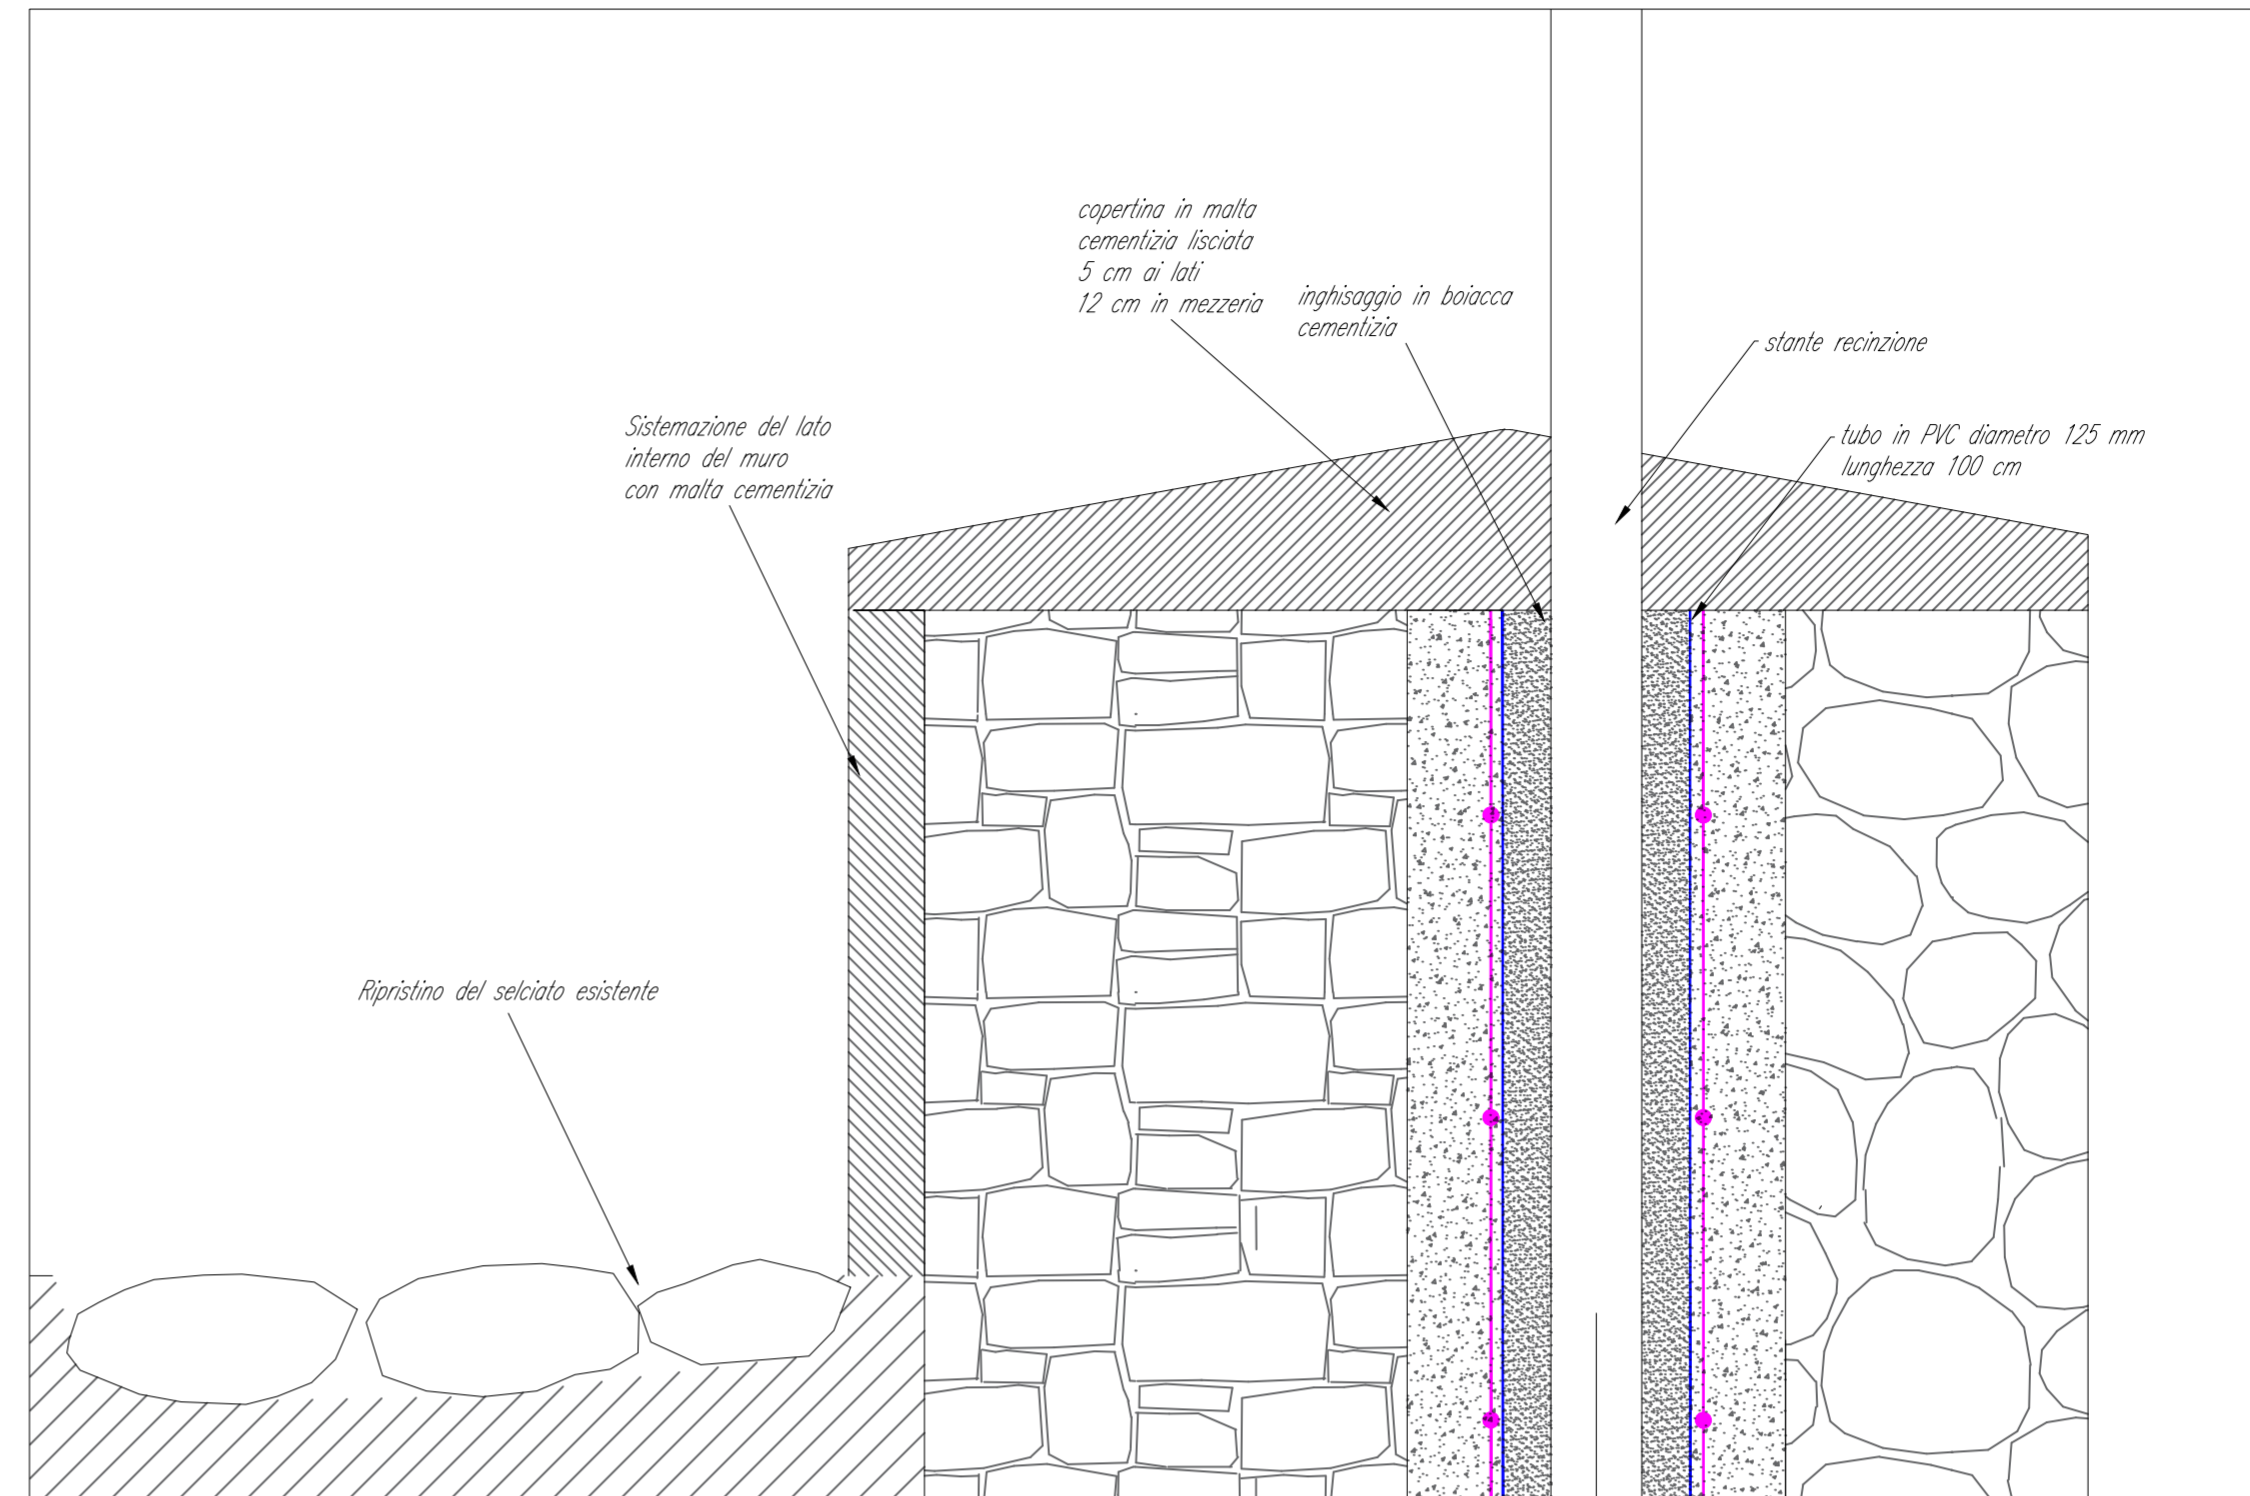 copertina in malta
cementizia lisciata
5 cm ai lati
12 cm in mezzeria
inghisaggio in boiacca
cementizia
stante recinzione
Sistemazione del lato
interno del muro
con malta cementizia
tubo in PVC diametro 125 mm
lunghezza 100 cm
Ripristino del selciato esistente